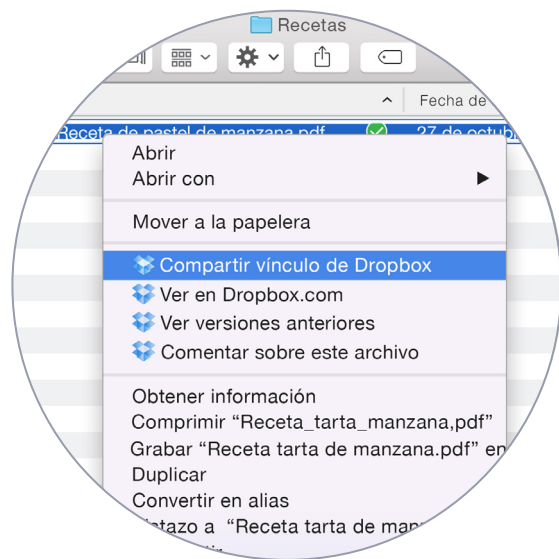 Recetas
Fecha de
Receta de pastel de manzana.pdf 27 de octub
Abrir
Abrir con
Mover a la papelera
Compartir vínculo de Dropbox
Ver en Dropbox.com
Ver versiones anteriores
Comentar sobre este archivo
Obtener información
Comprimir “Receta_tarta_manzana,pdf”
Grabar “Receta tarta de manzana.pdf” en
Duplicar
Convertir en alias
stazo a “Receta tarta de man